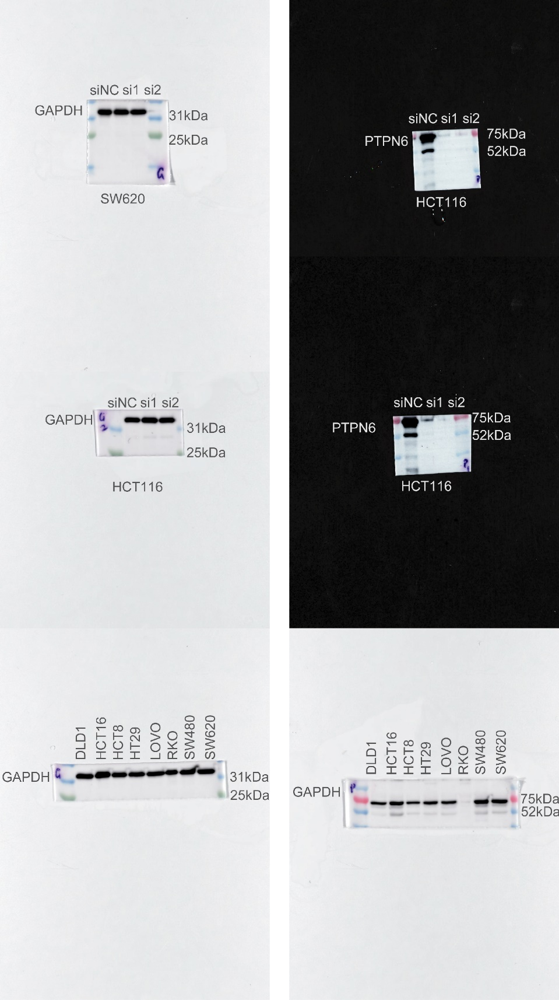 siNC si1 si2
GAPDH
31kDa
25kDa
G
SW620
siNC si1 si2
PTPN6
75kDa
52kDa
P
HCT116
siNC si1 si2
GAPDH
G
2
31kDa
25kDa
HCT116
siNC si1 si2
PTPN6
75kDa
52kDa
P1
HCT116
DLD1
HCT16
HCT8
HT29
LOVO
RKO
SW480
SW620
GAPDH
G
31kDa
25kDa
DLD1
HCT16
HCT8
HT29
LOVO
RKO
SW480
SW620
GAPDH
P
75kDa
52kDa